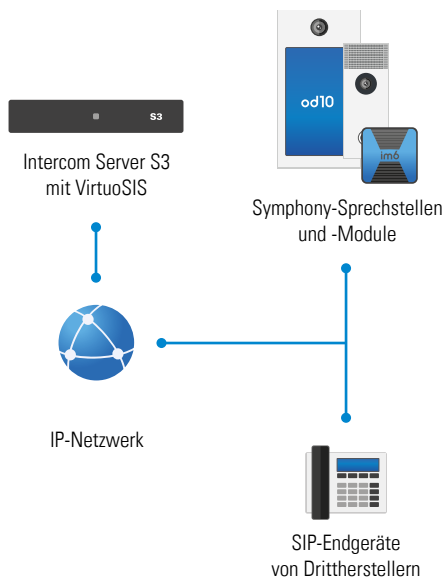 S3
Intercom Server S3
mit VirtuoSIS
od10
im6
Symphony-Sprechstellen
und -Module
IP-Netzwerk
SIP-Endgeräte
von Drittherstellern